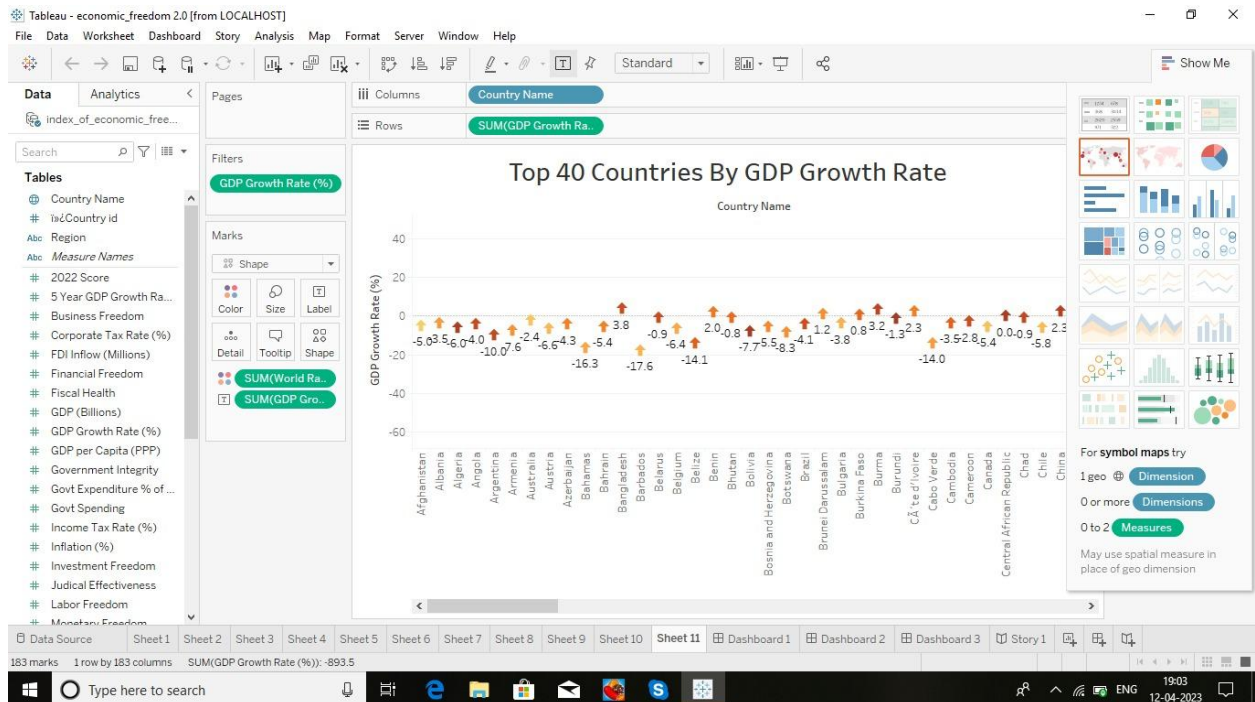 Tableau - economic_freedom 2.0 [from LOCALHOST]
File Data Worksheet Dashboard Story Analysis Map Format Server Window Help
Standard
Show Me
Data Analytics
index_of_economic_free...
Search
Tables
Country Name
ï»¿Country id
Abc Region
Abc Measure Names
2022 Score
5 Year GDP Growth Ra...
Business Freedom
Corporate Tax Rate (%)
FDI Inflow (Millions)
Financial Freedom
Fiscal Health
GDP (Billions)
GDP Growth Rate (%)
GDP per Capita (PPP)
Government Integrity
Govt Expenditure % of ...
Govt Spending
Income Tax Rate (%)
Inflation (%)
Investment Freedom
Judical Effectiveness
Labor Freedom
Monetary Freedom
Pages
Filters
GDP Growth Rate (%)
Marks
Shape
Color Size Label
Detail Tooltip Shape
SUM(World Ra..
SUM(GDP Gro..
Columns Country Name
Rows SUM(GDP Growth Ra..
Top 40 Countries By GDP Growth Rate
Country Name
GDP Growth Rate (%)
40
20
0
-20
-40
-60
-5.0 -3.5 -6.0 -4.0 -10.0 -7.6 -2.4 -6.6 -4.3 -16.3 -5.4 3.8 -17.6 -0.9 -6.4 -14.1 2.0 -0.8 -7.7 -5.5 -8.3 -4.1 1.2 -3.8 0.8 3.2 -1.3 2.3 -14.0 -3.5 -2.8 -5.4 0.0 -0.9 -5.8 2.3
Afghanistan
Albania
Algeria
Angola
Argentina
Armenia
Australia
Austria
Azerbaijan
Bahamas
Bahrain
Bangladesh
Barbados
Belarus
Belgium
Belize
Benin
Bhutan
Bolivia
Bosnia and Herzegovina
Botswana
Brazil
Brunei Darussalam
Bulgaria
Burkina Faso
Burma
Burundi
CÃ´te d'Ivoire
Cabo Verde
Cambodia
Cameroon
Canada
Central African Republic
Chad
Chile
China
For symbol maps try
1 geo Dimension
0 or more Dimensions
0 to 2 Measures
May use spatial measure in
place of geo dimension
Data Source Sheet 1 Sheet 2 Sheet 3 Sheet 4 Sheet 5 Sheet 6 Sheet 7 Sheet 8 Sheet 9 Sheet 10 Sheet 11 Dashboard 1 Dashboard 2 Dashboard 3 Story 1
183 marks 1 row by 183 columns SUM(GDP Growth Rate (%)): -893.5
Type here to search
ENG
19:03
12-04-2023